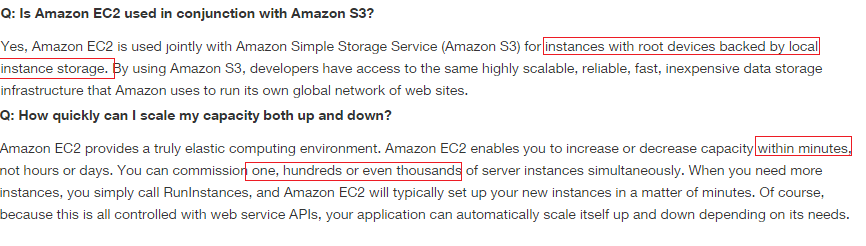 Q: Is Amazon EC2 used in conjunction with Amazon S3?
Yes, Amazon EC2 is used jointly with Amazon Simple Storage Service (Amazon S3) for instances with root devices backed by local
instance storage. By using Amazon S3, developers have access to the same highly scalable, reliable, fast, inexpensive data storage
infrastructure that Amazon uses to run its own global network of web sites.
Q: How quickly can I scale my capacity both up and down?
Amazon EC2 provides a truly elastic computing environment. Amazon EC2 enables you to increase or decrease capacity within minutes,
not hours or days. You can commission one, hundreds or even thousands of server instances simultaneously. When you need more
instances, you simply call RunInstances, and Amazon EC2 will typically set up your new instances in a matter of minutes. Of course,
because this is all controlled with web service APIs, your application can automatically scale itself up and down depending on its needs.